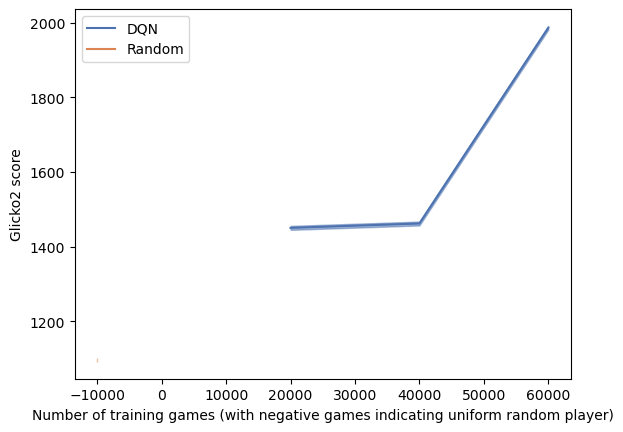 2000
1800
1600
1400
1200
Glicko2 score
DQN
Random
−10000 0 10000 20000 30000 40000 50000 60000
Number of training games (with negative games indicating uniform random player)